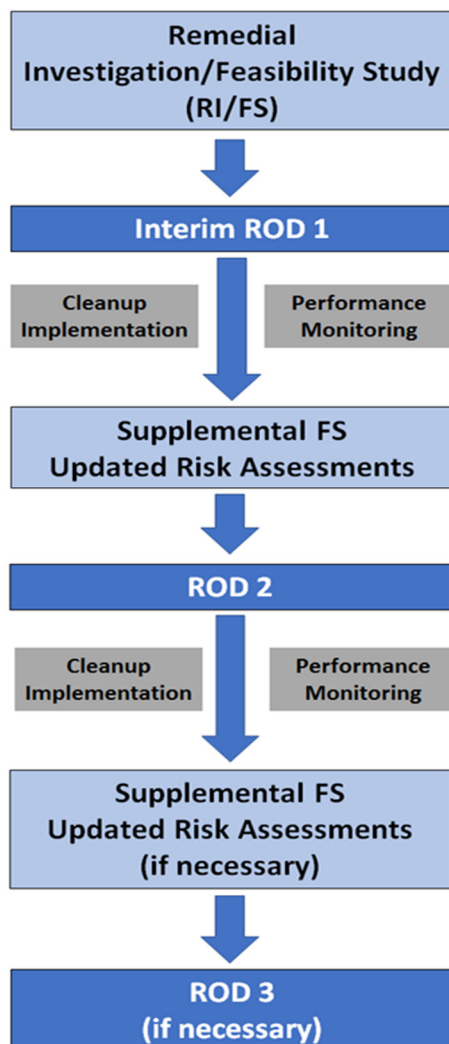 Remedial
Investigation/Feasibility Study
(RI/FS)
Interim ROD 1
Cleanup
Implementation
Performance
Monitoring
Supplemental FS
Updated Risk Assessments
ROD 2
Cleanup
Implementation
Performance
Monitoring
Supplemental FS
Updated Risk Assessments
(if necessary)
ROD 3
(if necessary)